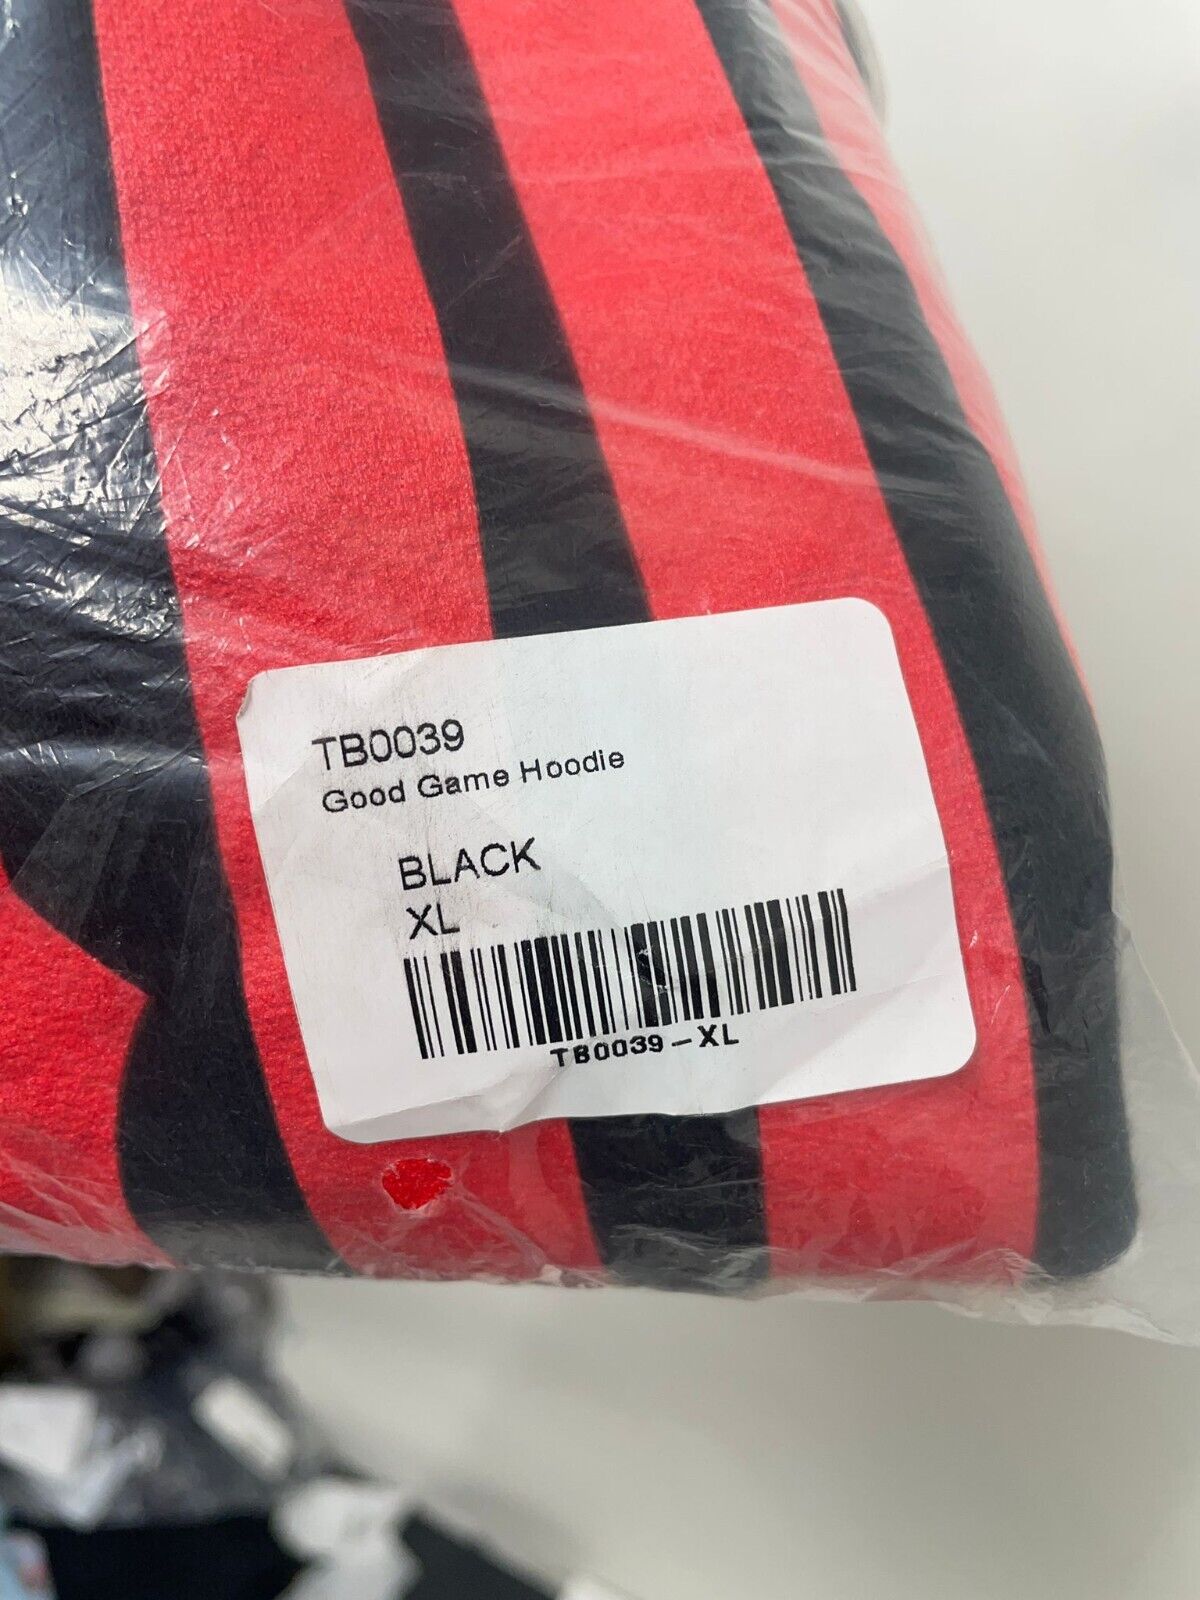 TB0039
Good Game Hoodie
BLACK
XL
TB0039-XL